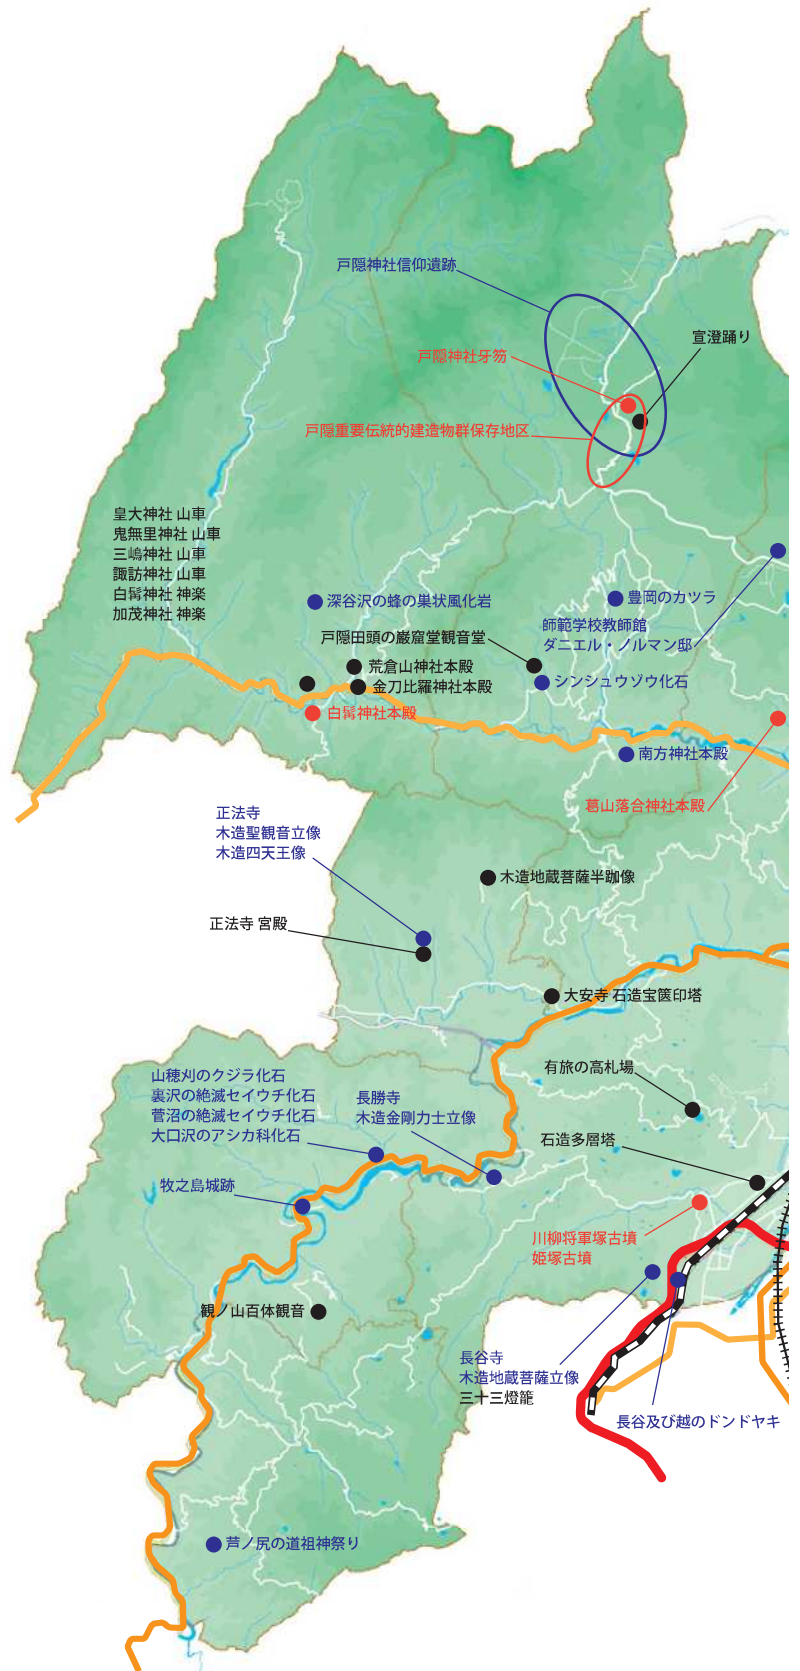 戸隠神社信仰遺跡
宣澄踊り
戸隠神社牙笏
戸隠重要伝統的建造物群保存地区
皇大神社 山車
鬼無里神社 山車
三嶋神社 山車
諏訪神社 山車
白髯神社 神楽
加茂神社 神楽
深谷沢の蜂の巣状風化岩
豊岡のカツラ
師範学校教師館
ダニエル・ノルマン邸
戸隠田頭の巌窟堂観音堂
荒倉山神社本殿
金刀比羅神社本殿
シンシュウゾウ化石
白髯神社本殿
南方神社本殿
葛山落合神社本殿
正法寺
木造聖観音立像
木造四天王像
木造地蔵菩薩半跏像
正法寺 宮殿
大安寺 石造宝篋印塔
有旅の高札場
山穂刈のクジラ化石
裏沢の絶滅セイウチ化石
菅沼の絶滅セイウチ化石
大口沢のアシカ科化石
長勝寺
木造金剛力士立像
石造多層塔
牧之島城跡
川柳将軍塚古墳
姫塚古墳
観ノ山百体観音
長谷寺
木造地蔵菩薩立像
三十三燈籠
長谷及び越のドンドヤキ
芦ノ尻の道祖神祭り